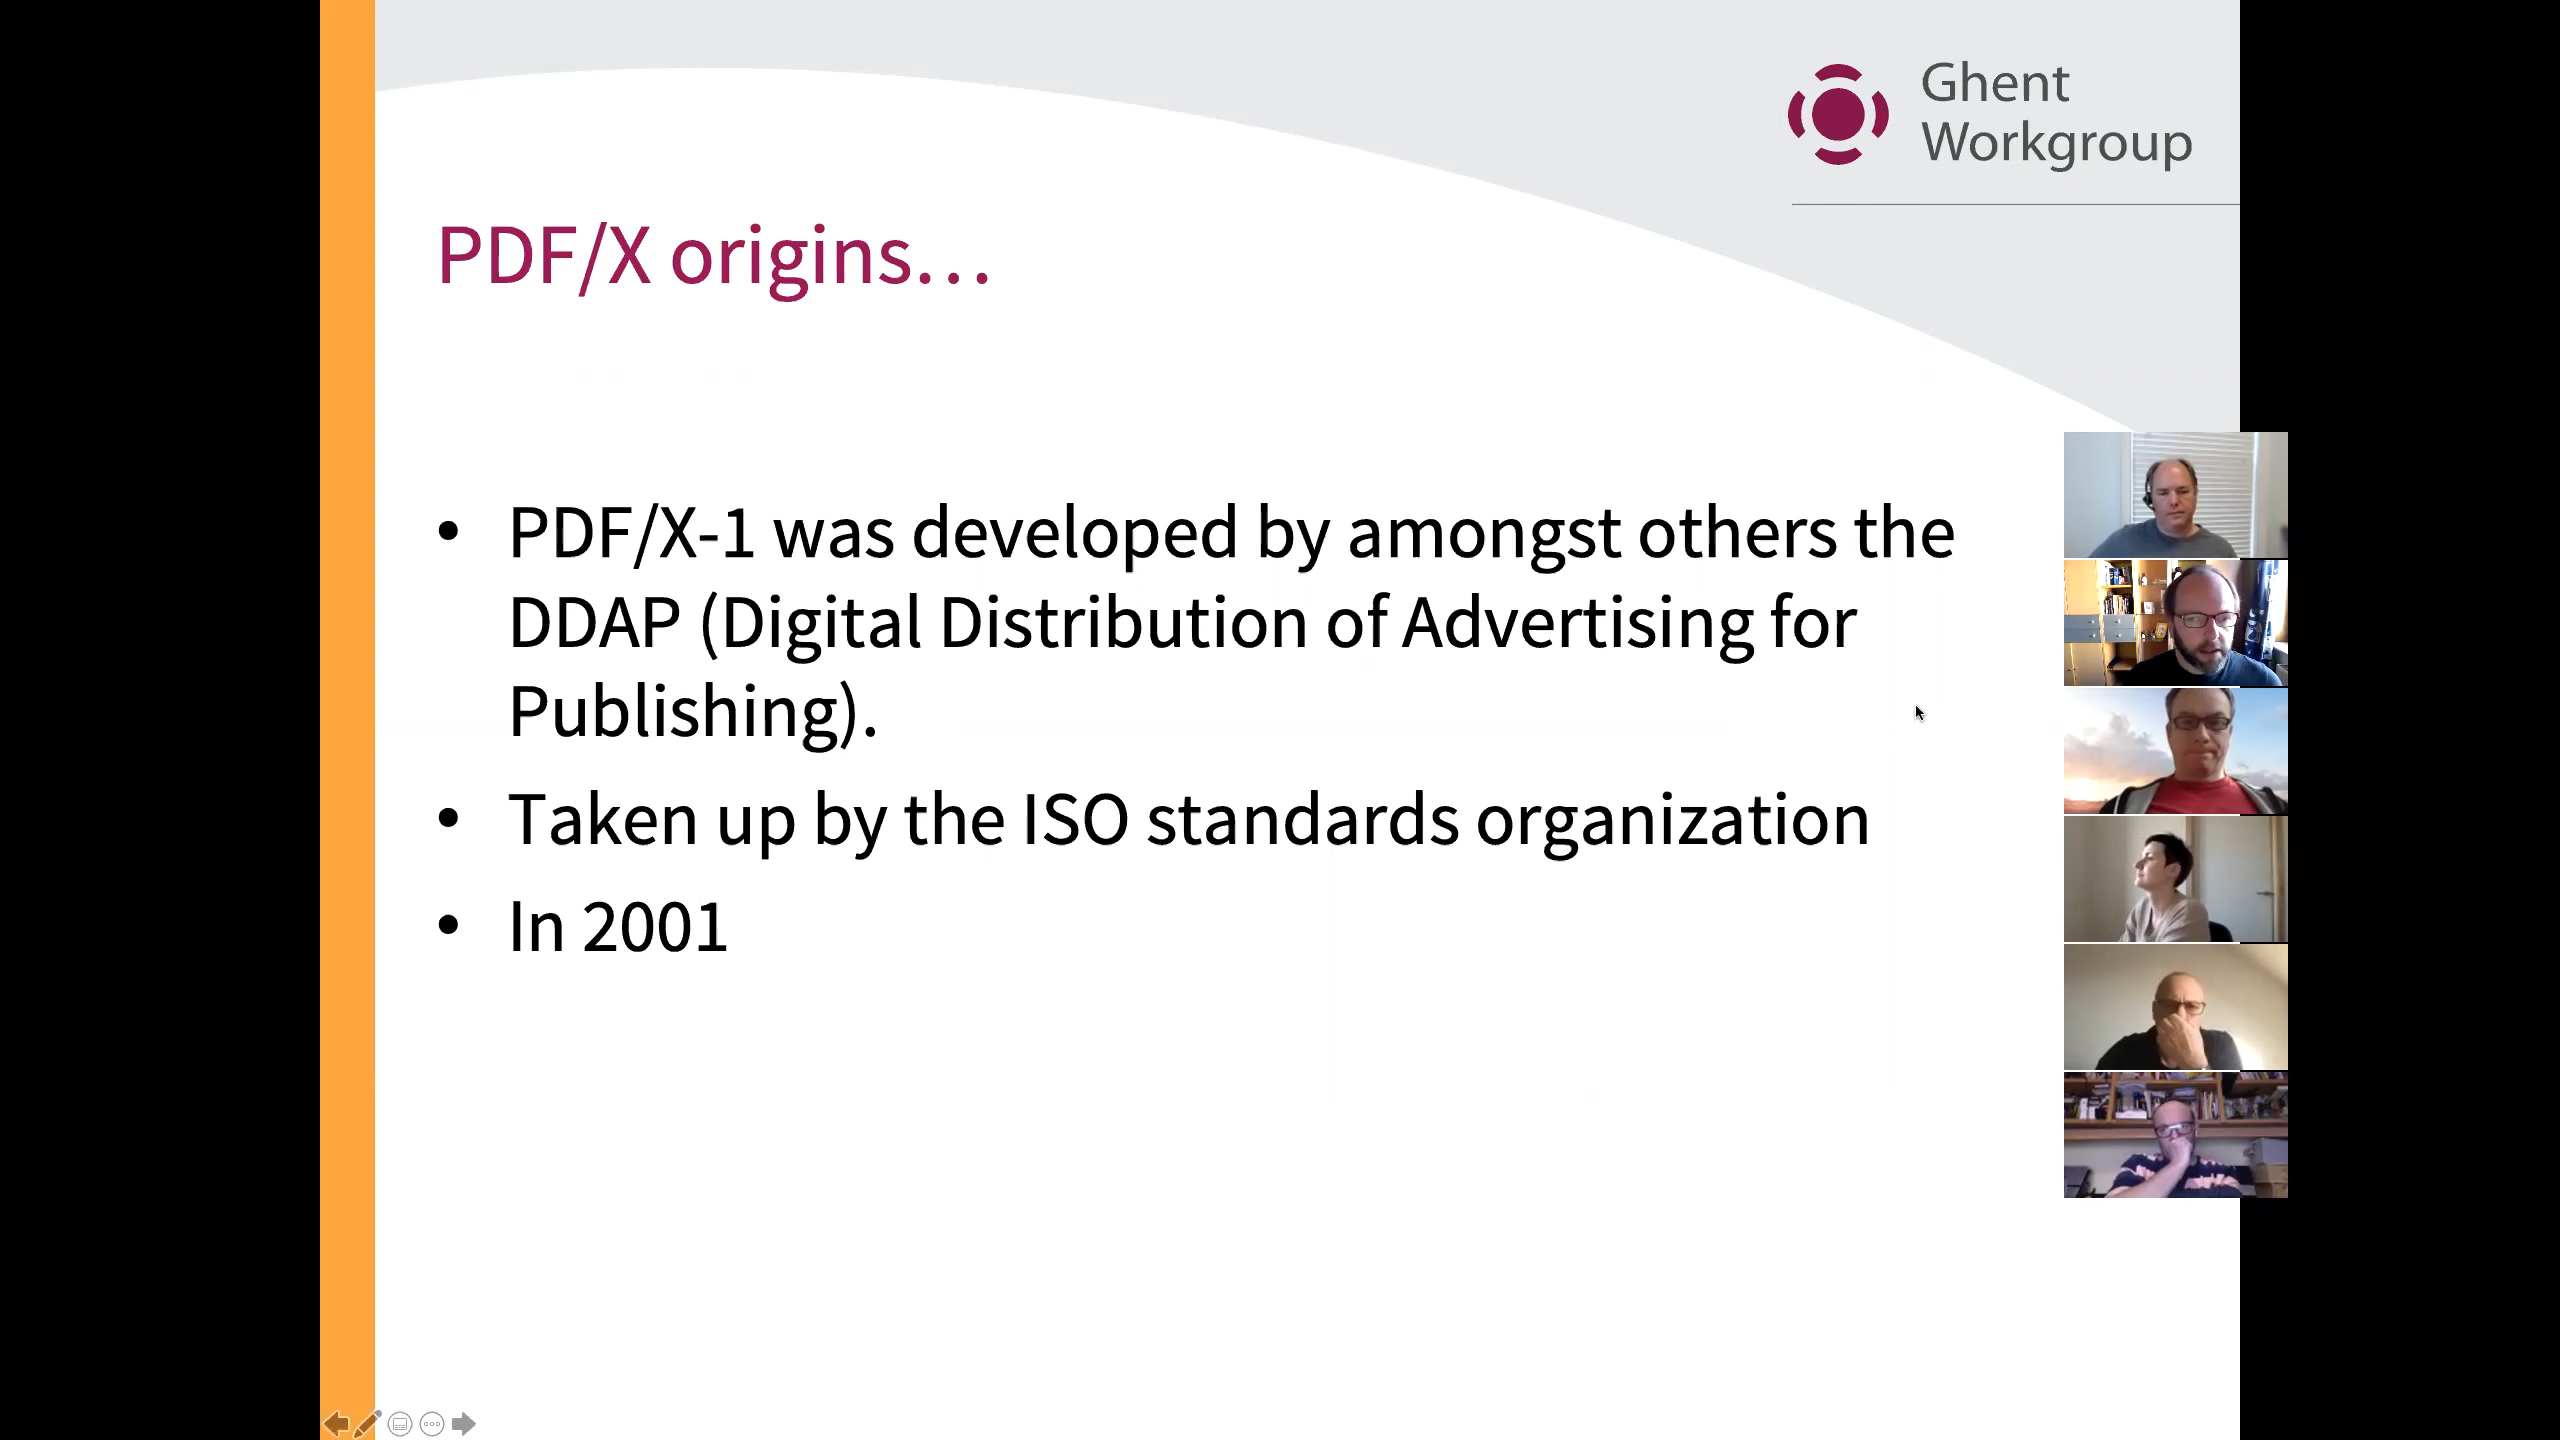 Ghent
Workgroup
PDF/X origins…
• PDF/X-1 was developed by amongst others the
DDAP (Digital Distribution of Advertising for
Publishing).
• Taken up by the ISO standards organization
• In 2001